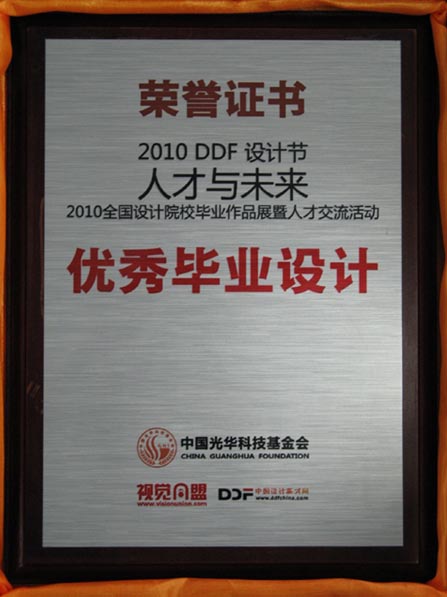 荣誉证书
2010 DDF 设计节
人才与未来
2010全国设计院校毕业作品展暨人才交流活动
优秀毕业设计
中国光华科技基金会
CHINA GUANGHUA FOUNDATION
视觉同盟
www.visionunion.com
DDF
www.ddfchina.com